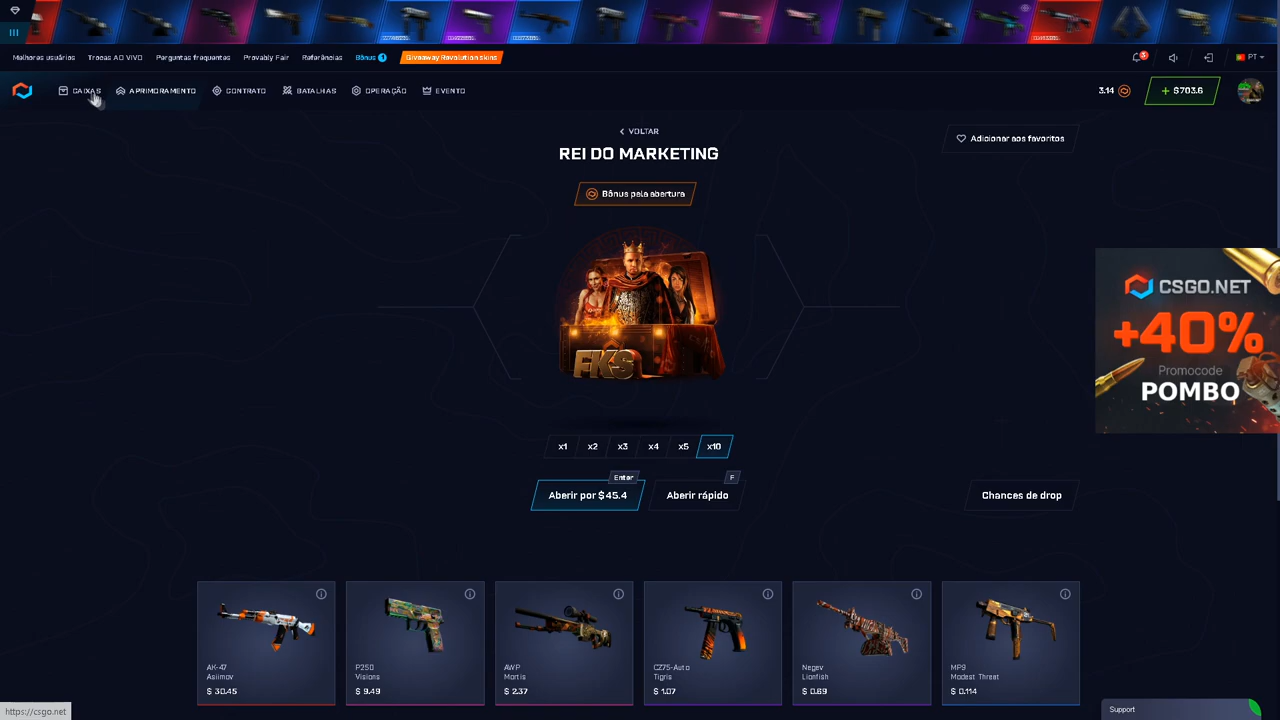 Melhores usuários Trocas AO VIVO Perguntas frequentes Provably Fair Referências Bônus 1 Giveaway Revolution skins 3 PT
CAIXAS APRIMORAMENTO CONTRATO BATALHAS OPERAÇÃO EVENTO 3.14 + $703.6
VOLTAR
Adicionar aos favoritos
REI DO MARKETING
Bônus pela abertura
FKS
CSGO.NET
+40%
Promocode
POMBO
x1 x2 x3 x4 x5 x10
Enter F
Aberir por $45.4 Aberir rápido Chances de drop
AK-47 P250 AWP CZ75-Auto Negev MP9
Asiimov Visions Mortis Tigris Lionfish Modest Threat
$ 30.45 $ 9.49 $ 2.37 $ 1.07 $ 0.69 $ 0.114
https://csgo.net Support